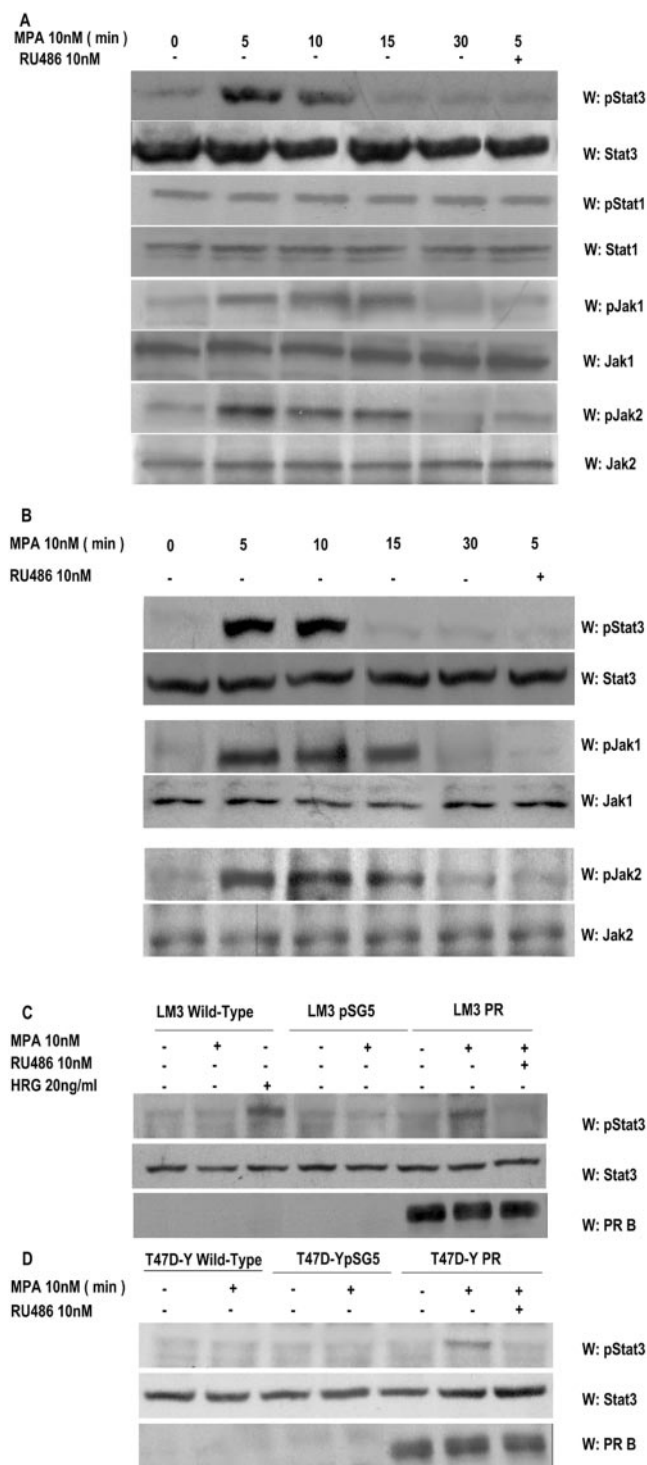 A
MPA 10nM ( min ) 0 5 10 15 30 5
RU486 10nM - - - - - +
W: pStat3
W: Stat3
W: pStat1
W: Stat1
W: pJak1
W: Jak1
W: pJak2
W: Jak2
B
MPA 10nM ( min ) 0 5 10 15 30 5
RU486 10nM - - - - - +
W: pStat3
W: Stat3
W: pJak1
W: Jak1
W: pJak2
W: Jak2
C LM3 Wild-Type LM3 pSG5 LM3 PR
MPA 10nM - + - - + - + +
RU486 10nM - - - - - - - +
HRG 20ng/ml - - + - - - - -
W: pStat3
W: Stat3
W: PR B
D T47D-Y Wild-Type T47D-YpSG5 T47D-Y PR
MPA 10nM ( min ) - + - + - + +
RU486 10nM - - - - - - +
W: pStat3
W: Stat3
W: PR B